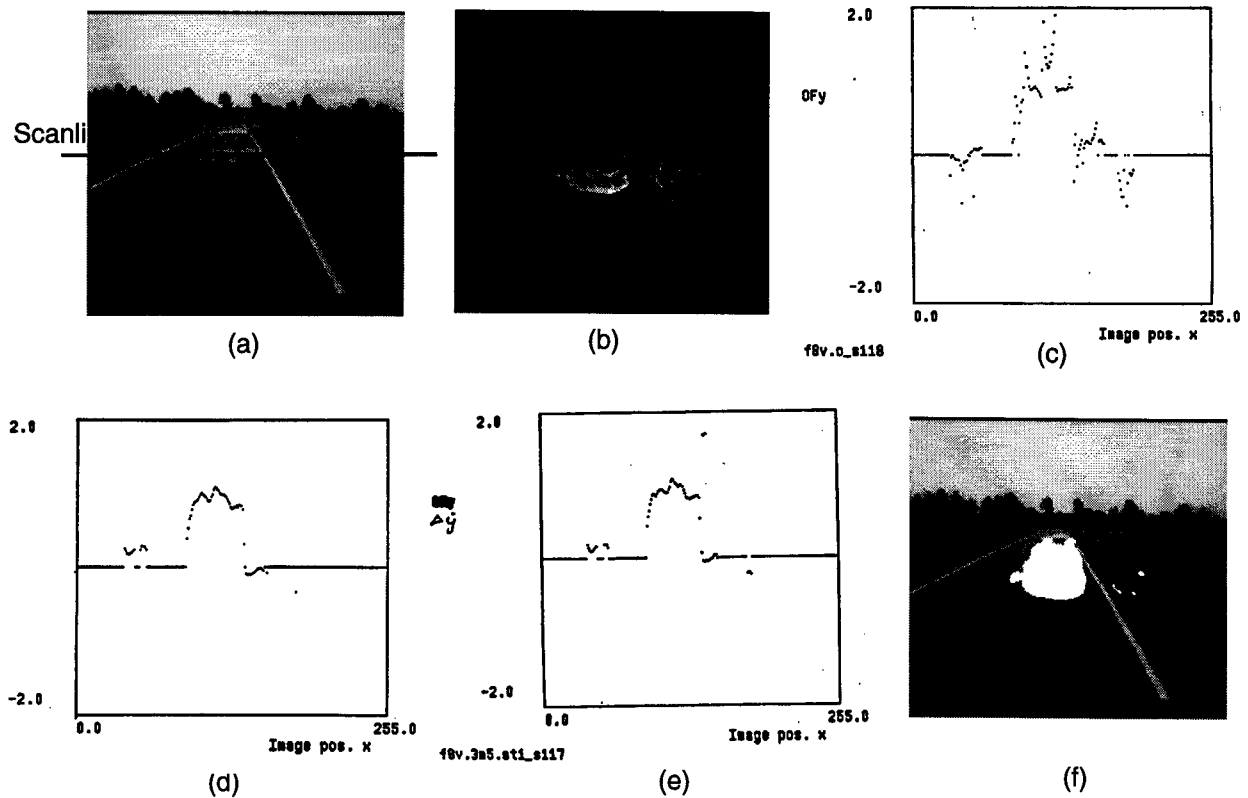 Scanli
(a)
(b)
2.0
OFy
-2.0
0.0
255.0
Image pos. x
(c)
f8v.o_s118
2.0
-2.0
0.0
255.0
Image pos. x
(d)
2.0
Δẏ
-2.0
0.0
255.0
Image pos. x
f8v.3m5.sti_s117
(e)
(f)